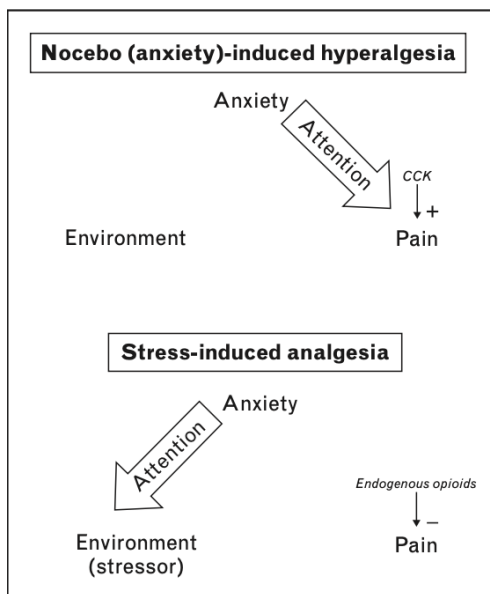 Nocebo (anxiety)-induced hyperalgesia
Anxiety
Attention
CCK
+
Environment
Pain
Stress-induced analgesia
Anxiety
Attention
Endogenous opioids
−
Environment
(stressor)
Pain